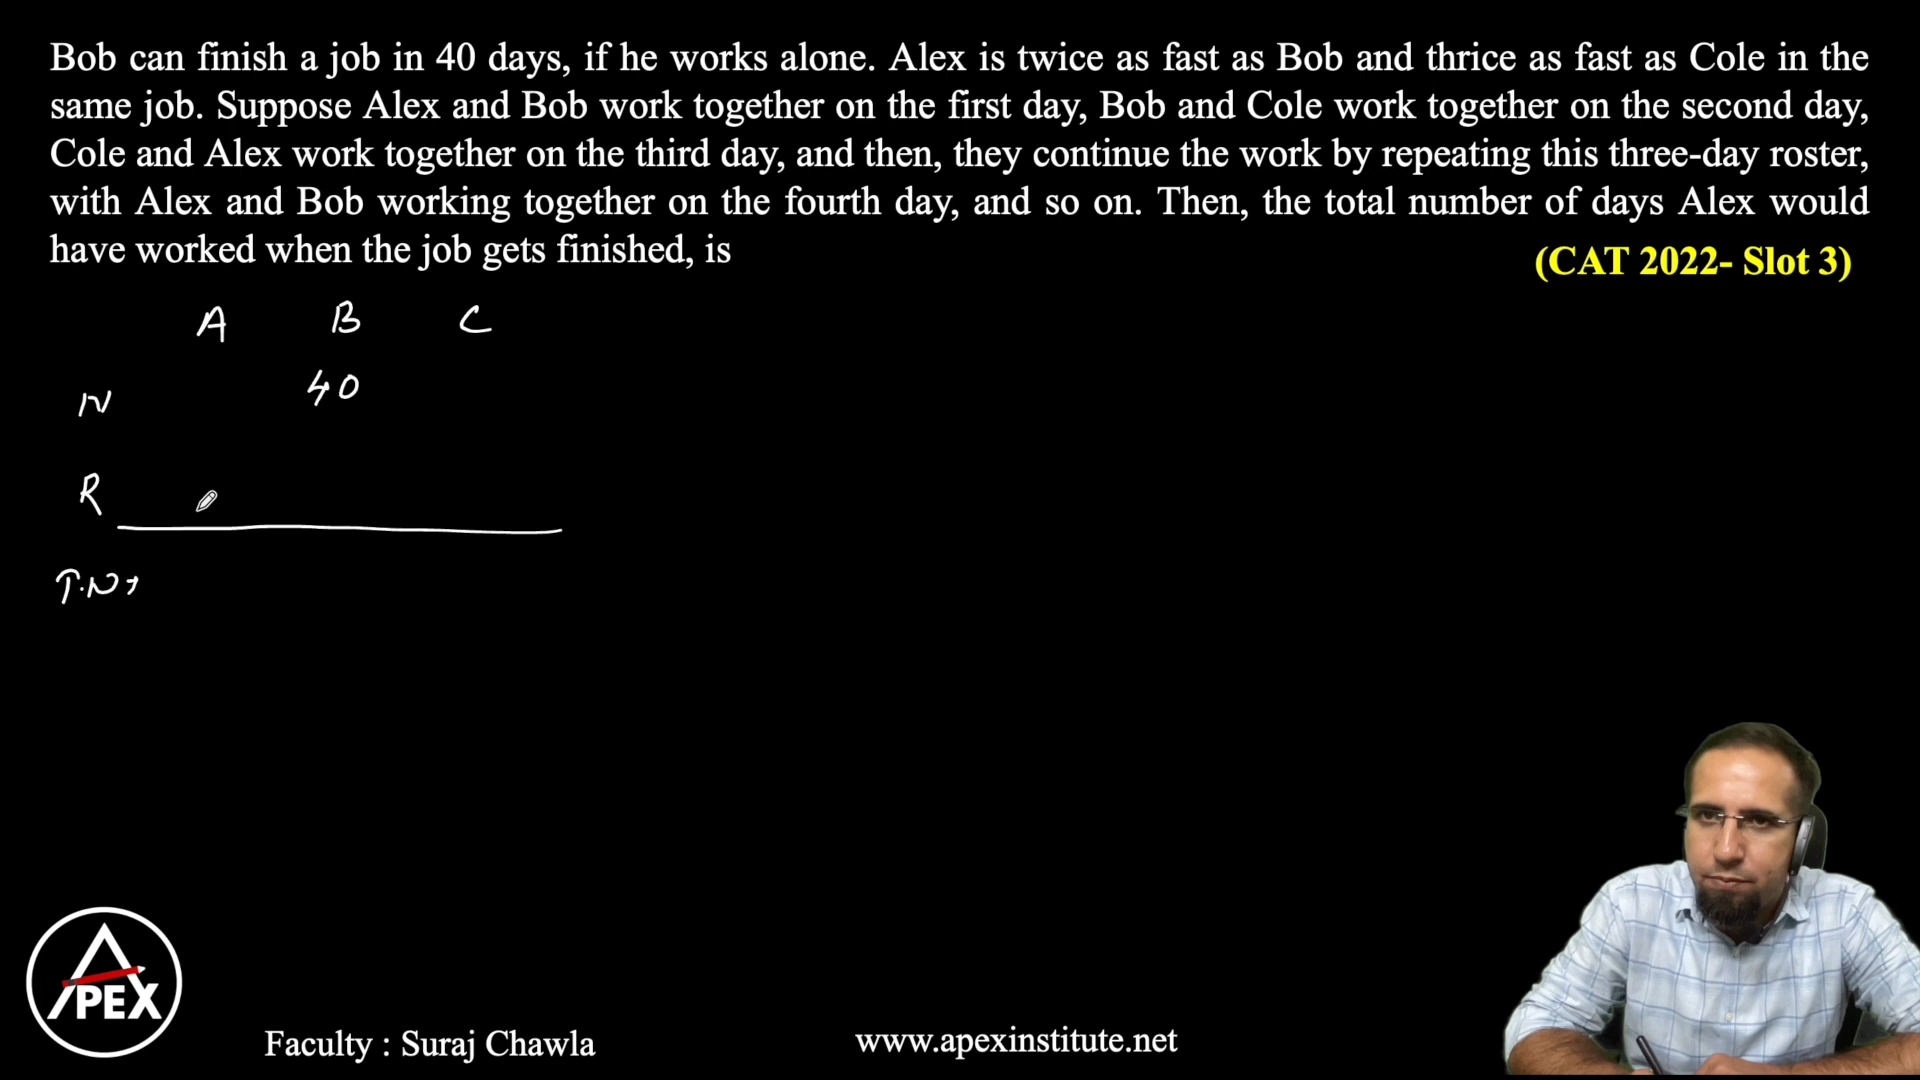 Bob can finish a job in 40 days, if he works alone. Alex is twice as fast as Bob and thrice as fast as Cole in the
same job. Suppose Alex and Bob work together on the first day, Bob and Cole work together on the second day,
Cole and Alex work together on the third day, and then, they continue the work by repeating this three-day roster,
with Alex and Bob working together on the fourth day, and so on. Then, the total number of days Alex would
have worked when the job gets finished, is
(CAT 2022- Slot 3)
A B C
N 40
R
APEX
Faculty : Suraj Chawla
www.apexinstitute.net